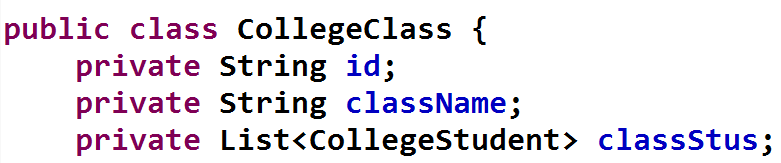 public class CollegeClass {
    private String id;
    private String className;
    private List<CollegeStudent> classStus;